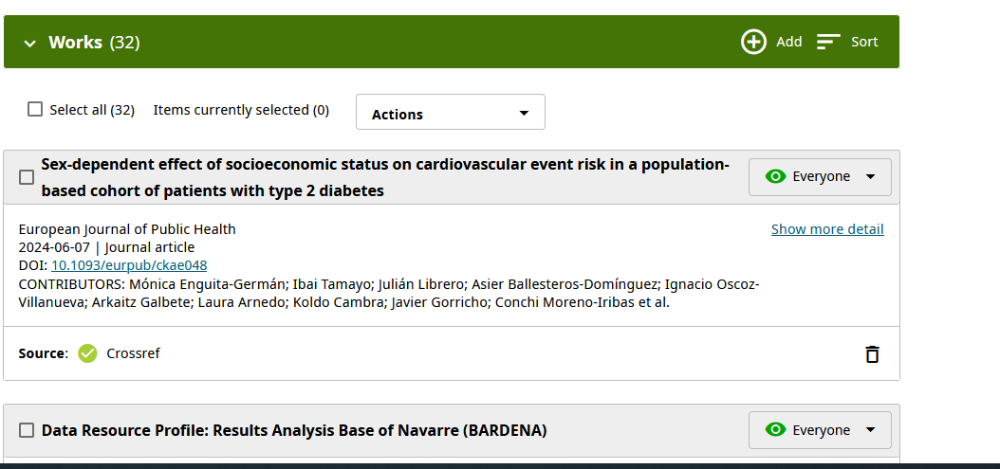 Works (32)
Add
Sort
Select all (32)
Items currently selected (0)
Actions
Sex-dependent effect of socioeconomic status on cardiovascular event risk in a population-
based cohort of patients with type 2 diabetes
Everyone
European Journal of Public Health
Show more detail
2024-06-07 | Journal article
DOI: 10.1093/eurpub/ckae048
CONTRIBUTORS: Mónica Enguita-Germán; Ibai Tamayo; Julián Librero; Asier Ballesteros-Domínguez; Ignacio Oscoz-
Villanueva; Arkaitz Galbete; Laura Arnedo; Koldo Cambra; Javier Gorricho; Conchi Moreno-Iribas et al.
Source: Crossref
Data Resource Profile: Results Analysis Base of Navarre (BARDENA)
Everyone